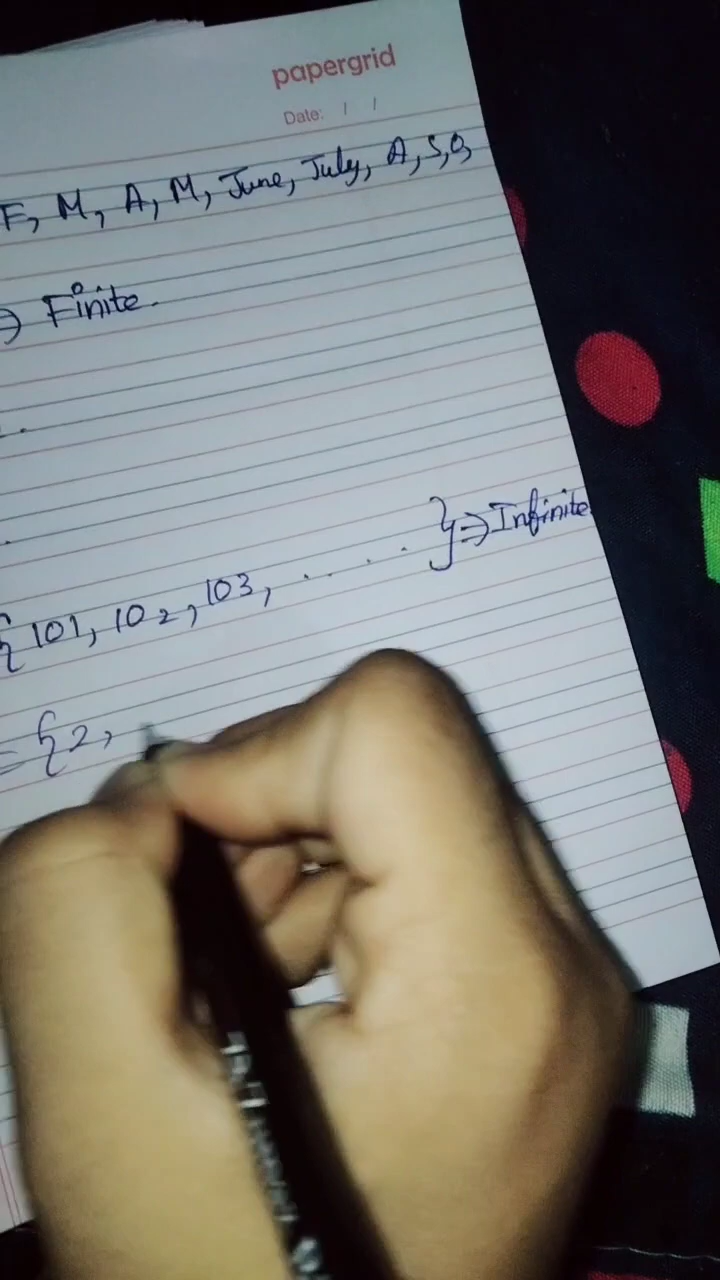 papergrid
Date: / /
F, M, A, M, June, July, A, S, O,
⇒ Finite.
{ 101, 102, 103, ..... } ⇒ Infinite
= {2,